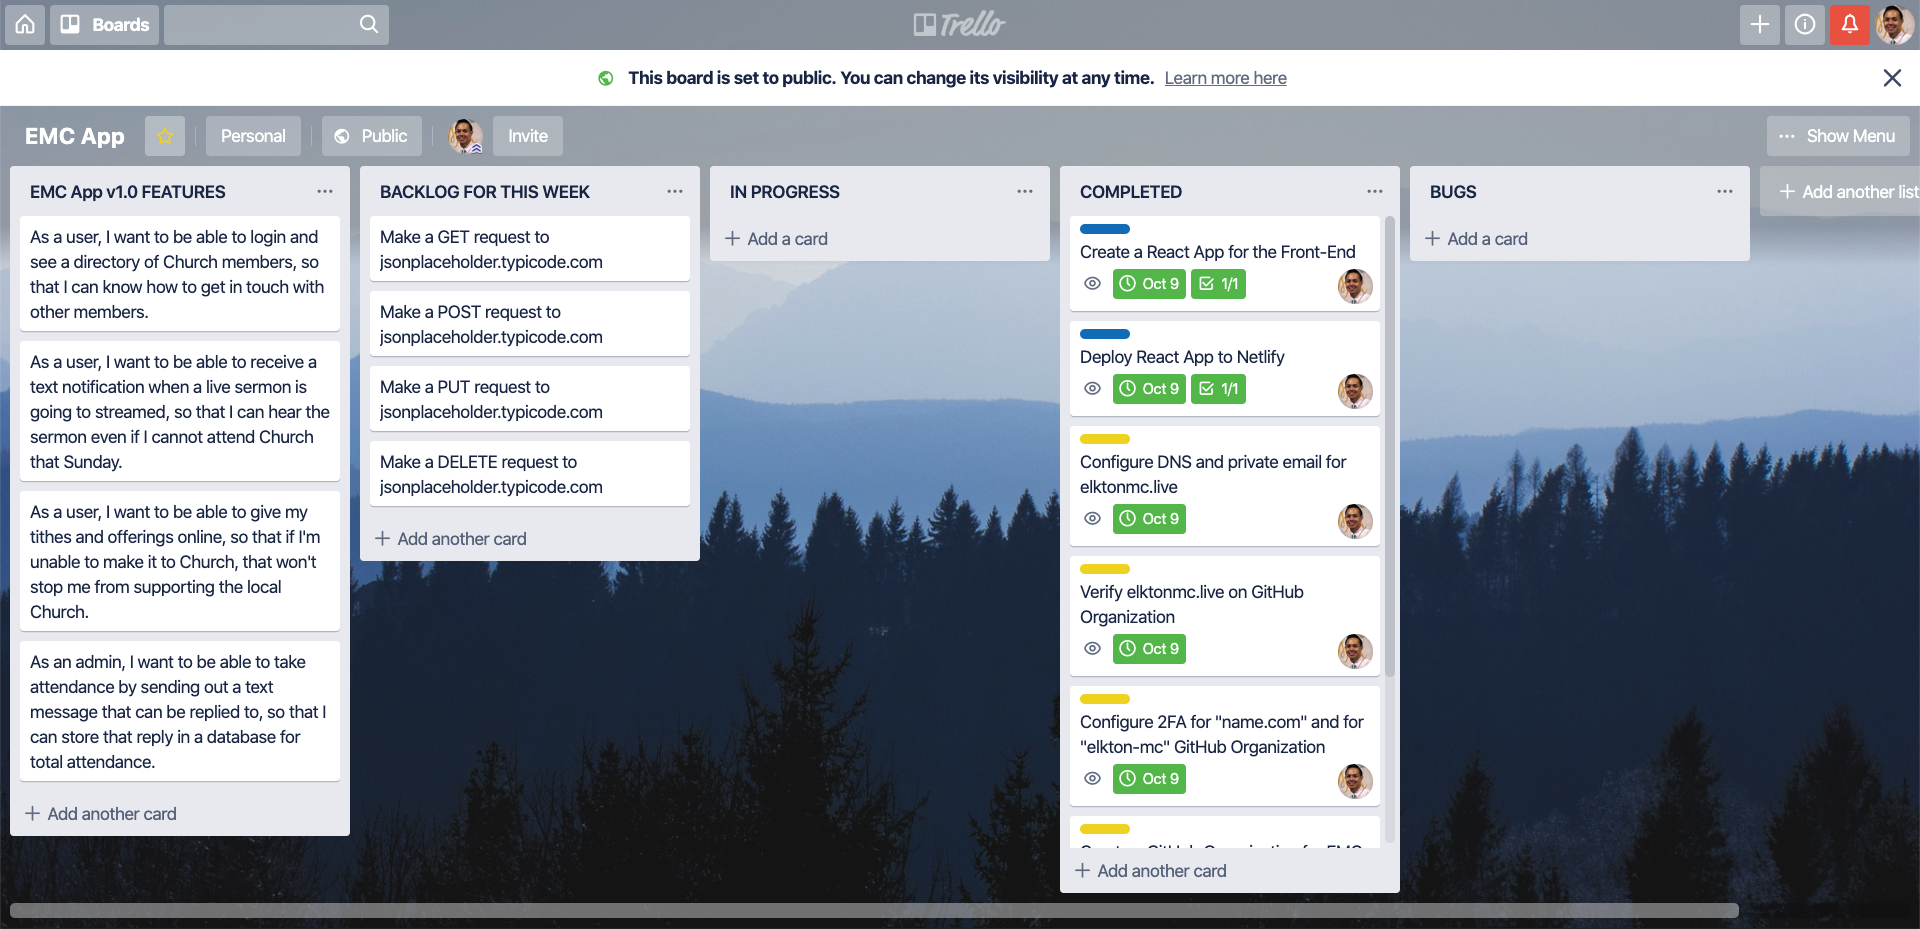 Boards
Trello
This board is set to public. You can change its visibility at any time. Learn more here
EMC App
Personal
Public
Invite
Show Menu
EMC App v1.0 FEATURES
As a user, I want to be able to login and
see a directory of Church members, so
that I can know how to get in touch with
other members.
As a user, I want to be able to receive a
text notification when a live sermon is
going to streamed, so that I can hear the
sermon even if I cannot attend Church
that Sunday.
As a user, I want to be able to give my
tithes and offerings online, so that if I'm
unable to make it to Church, that won't
stop me from supporting the local
Church.
As an admin, I want to be able to take
attendance by sending out a text
message that can be replied to, so that I
can store that reply in a database for
total attendance.
Add another card
BACKLOG FOR THIS WEEK
Make a GET request to
jsonplaceholder.typicode.com
Make a POST request to
jsonplaceholder.typicode.com
Make a PUT request to
jsonplaceholder.typicode.com
Make a DELETE request to
jsonplaceholder.typicode.com
Add another card
IN PROGRESS
Add a card
COMPLETED
Create a React App for the Front-End
Oct 9 1/1
Deploy React App to Netlify
Oct 9 1/1
Configure DNS and private email for
elktonmc.live
Oct 9
Verify elktonmc.live on GitHub
Organization
Oct 9
Configure 2FA for "name.com" and for
"elkton-mc" GitHub Organization
Oct 9
Add another card
BUGS
Add a card
Add another list